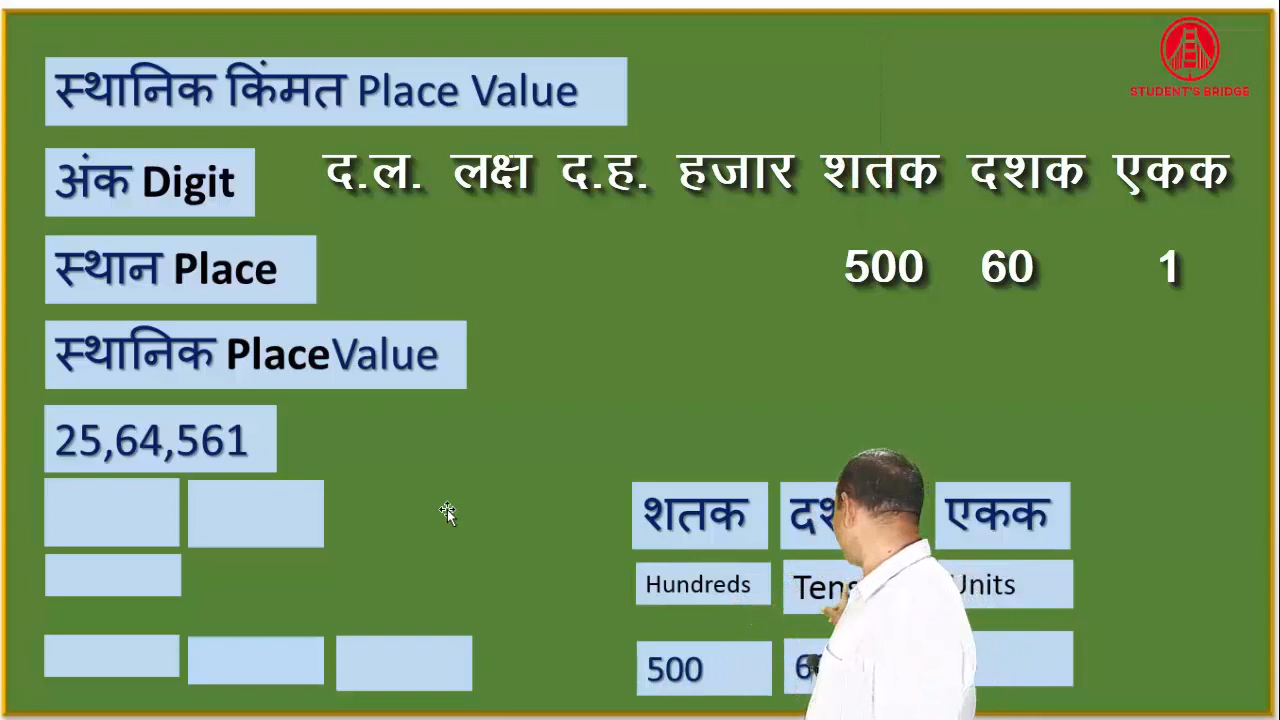 स्थानिक किंमत Place Value
STUDENT'S BRIDGE
अंक Digit
द.ल. लक्ष द.ह. हजार शतक दशक एकक
स्थान Place
500 60 1
स्थानिक PlaceValue
25,64,561
शतक एकक
Hundreds Tens Units
500